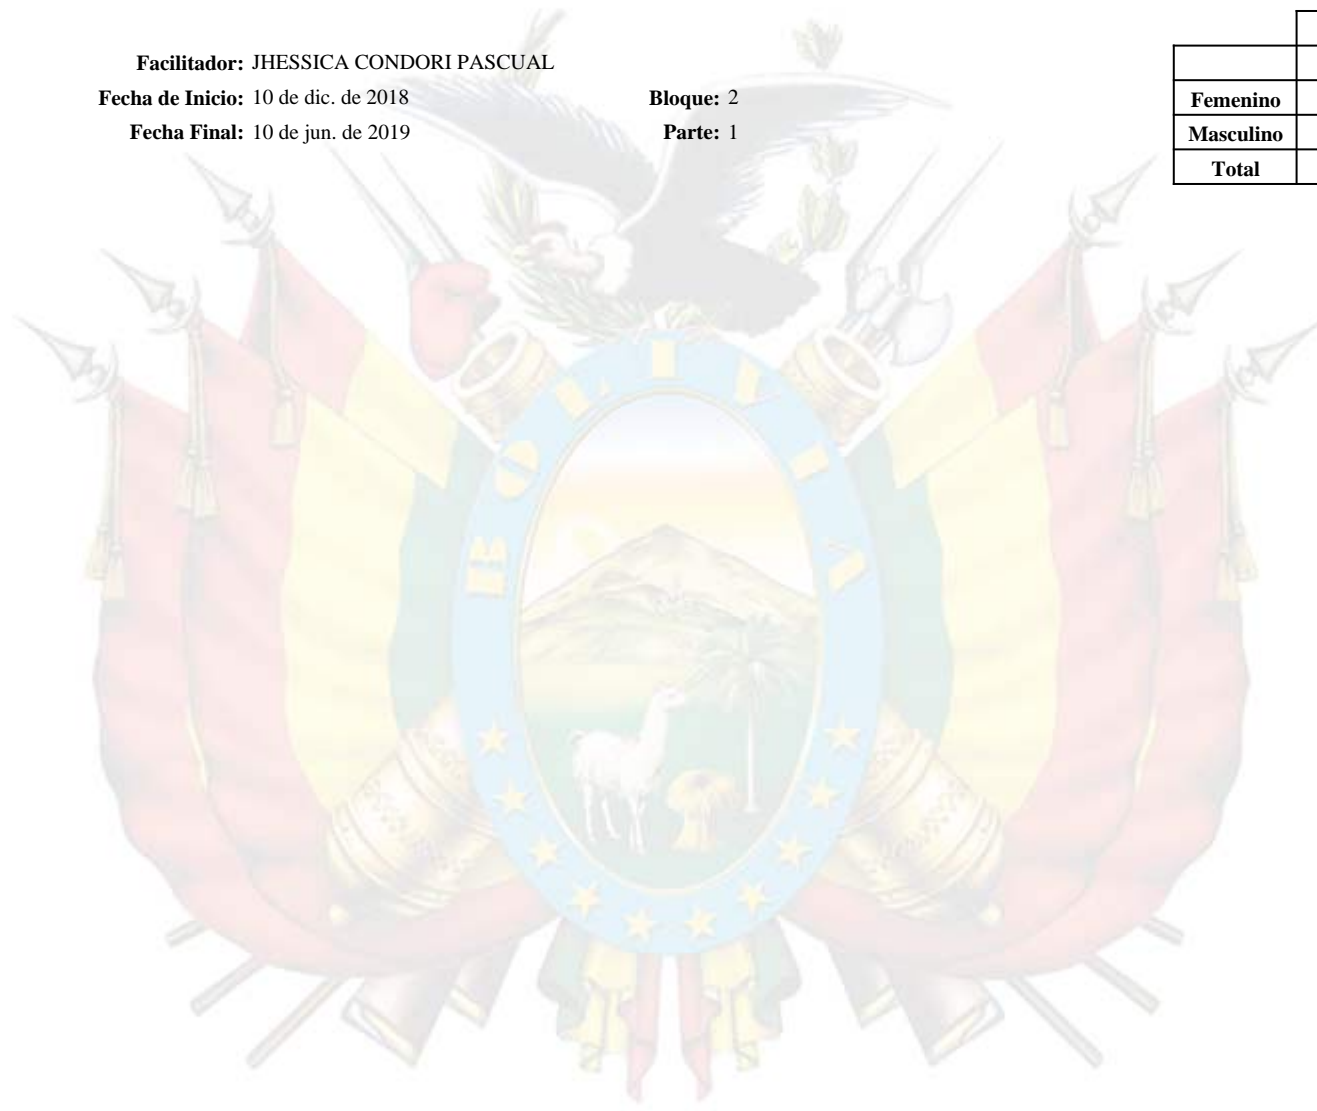 Facilitador: JHESSICA CONDORI PASCUAL
Fecha de Inicio: 10 de dic. de 2018 Bloque: 2
Fecha Final: 10 de jun. de 2019 Parte: 1
Femenino
Masculino
Total
BOLIVIA